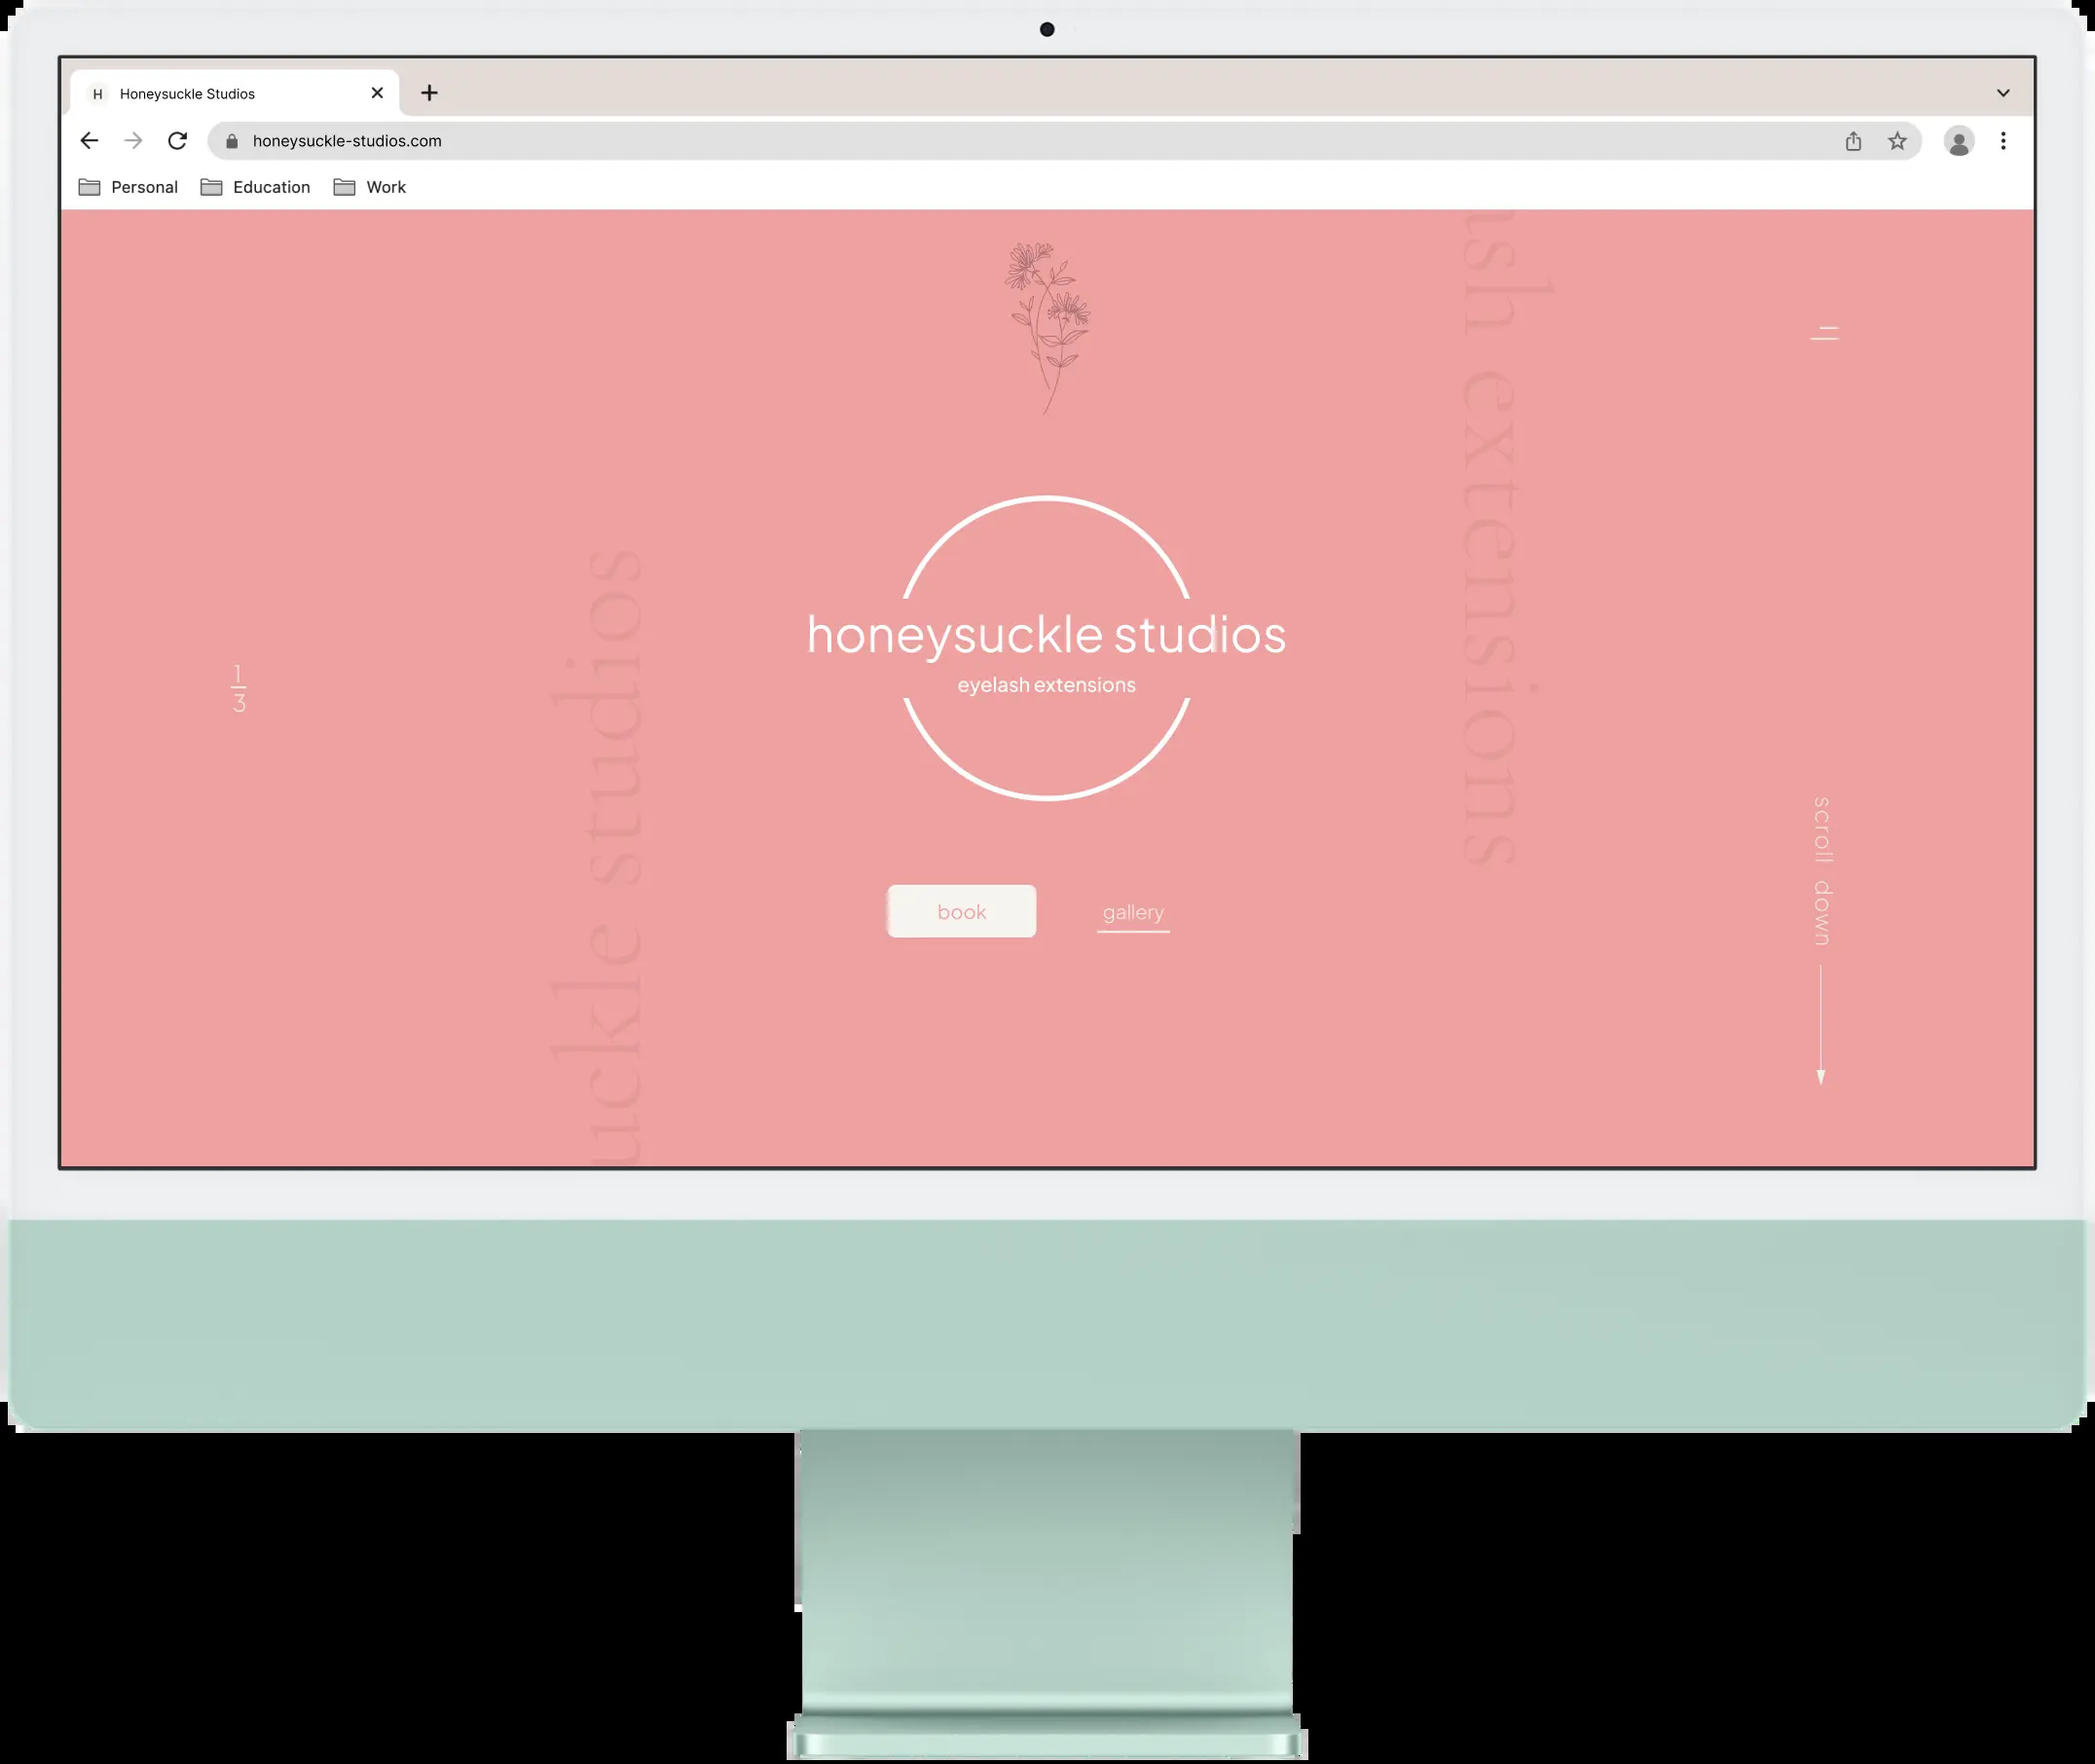 H Honeysuckle Studios
honeysuckle-studios.com
Personal Education Work
honeysuckle studios
eyelash extensions
1
3
uckle studios
sh extensions
book
gallery
scroll down